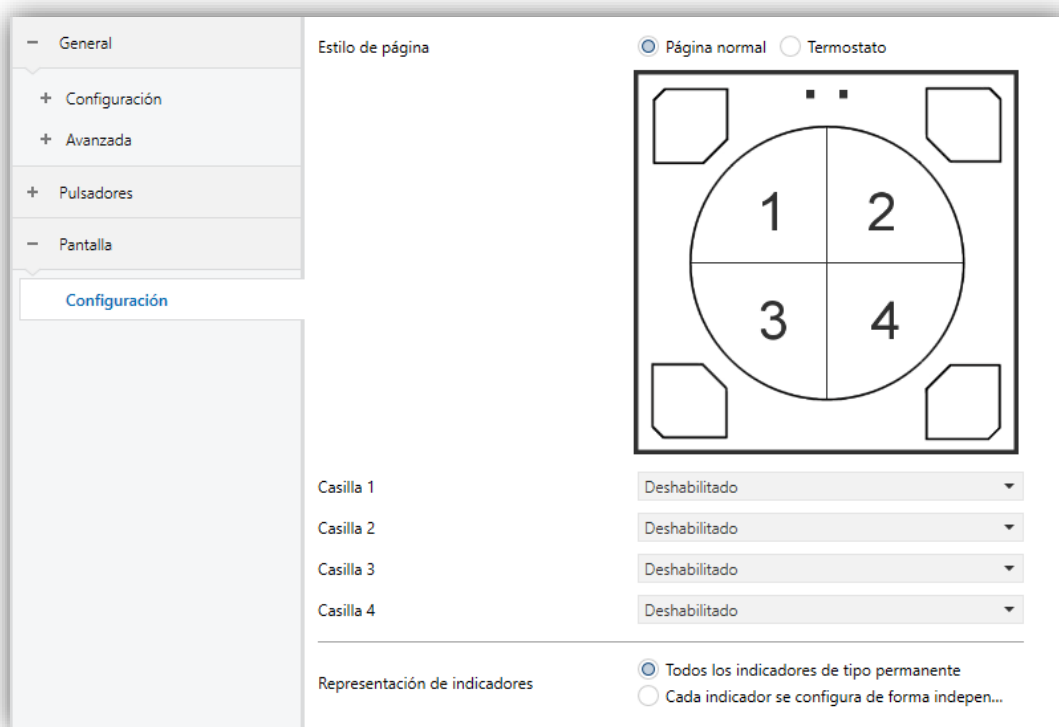 General
Configuración
Avanzada
Pulsadores
Pantalla
Configuración
Estilo de página
Página normal
Termostato
1
2
3
4
Casilla 1
Deshabilitado
Casilla 2
Deshabilitado
Casilla 3
Deshabilitado
Casilla 4
Deshabilitado
Representación de indicadores
Todos los indicadores de tipo permanente
Cada indicador se configura de forma indepen...